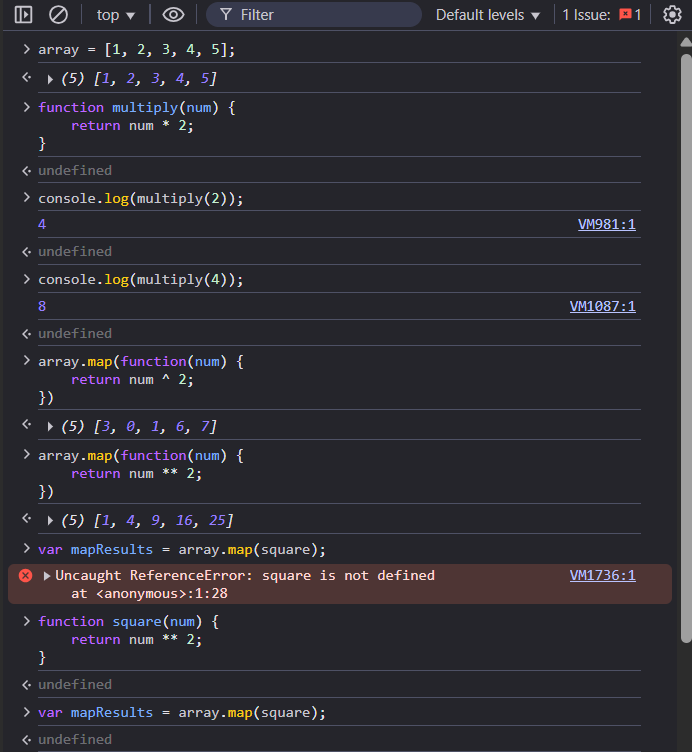 top Filter Default levels 1 Issue: 1
array = [1, 2, 3, 4, 5];
(5) [1, 2, 3, 4, 5]
function multiply(num) {
    return num * 2;
}
undefined
console.log(multiply(2));
4 VM981:1
undefined
console.log(multiply(4));
8 VM1087:1
undefined
array.map(function(num) {
    return num ^ 2;
})
(5) [3, 0, 1, 6, 7]
array.map(function(num) {
    return num ** 2;
})
(5) [1, 4, 9, 16, 25]
var mapResults = array.map(square);
Uncaught ReferenceError: square is not defined VM1736:1
    at <anonymous>:1:28
function square(num) {
    return num ** 2;
}
undefined
var mapResults = array.map(square);
undefined